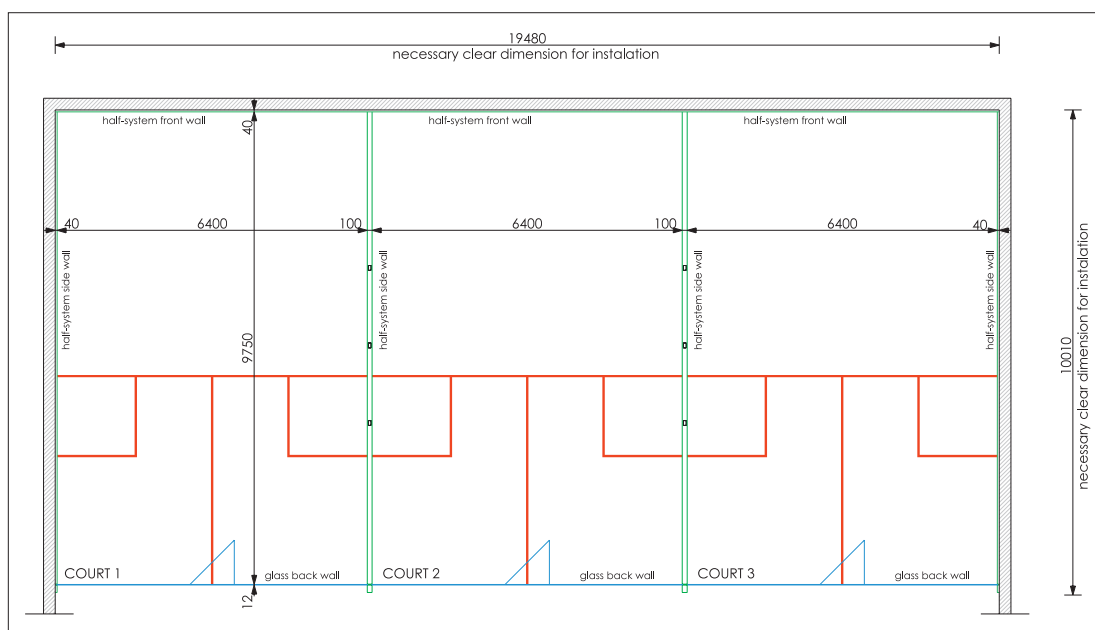 19480
necessary clear dimension for instalation
half-system front wall
half-system front wall
half-system front wall
40
40
6400
100
6400
100
6400
40
half-system side wall
half-system side wall
half-system side wall
half-system side wall
9750
10010
necessary clear dimension for instalation
COURT 1
glass back wall
COURT 2
glass back wall
COURT 3
glass back wall
12